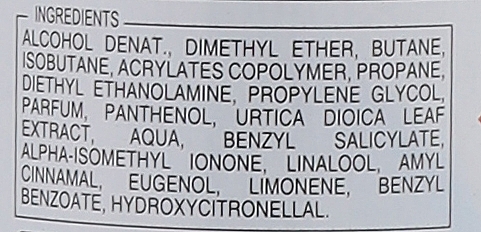 INGREDIENTS
ALCOHOL DENAT., DIMETHYL ETHER, BUTANE,
ISOBUTANE, ACRYLATES COPOLYMER, PROPANE,
DIETHYL ETHANOLAMINE, PROPYLENE GLYCOL,
PARFUM, PANTHENOL, URTICA DIOICA LEAF
EXTRACT, AQUA, BENZYL SALICYLATE,
ALPHA-ISOMETHYL IONONE, LINALOOL, AMYL
CINNAMAL, EUGENOL, LIMONENE, BENZYL
BENZOATE, HYDROXYCITRONELLAL.